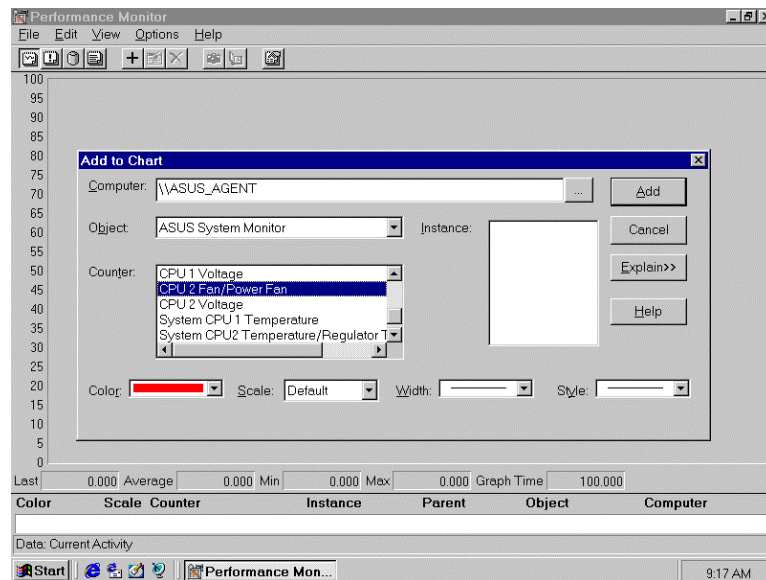 Performance Monitor
File Edit View Options Help
100
95
90
85
80
75
70
65
60
55
50
45
40
35
30
25
20
15
10
5
0
Add to Chart
Computer: \\ASUS_AGENT ... Add
Object: ASUS System Monitor Instance: Cancel
Counter: CPU 1 Voltage Explain>>
CPU 2 Fan/Power Fan
CPU 2 Voltage Help
System CPU 1 Temperature
System CPU2 Temperature/Regulator T
Color: Scale: Default Width: Style:
Last 0.000 Average 0.000 Min 0.000 Max 0.000 Graph Time 100.000
Color Scale Counter Instance Parent Object Computer
Data: Current Activity
Start Performance Mon... 9:17 AM